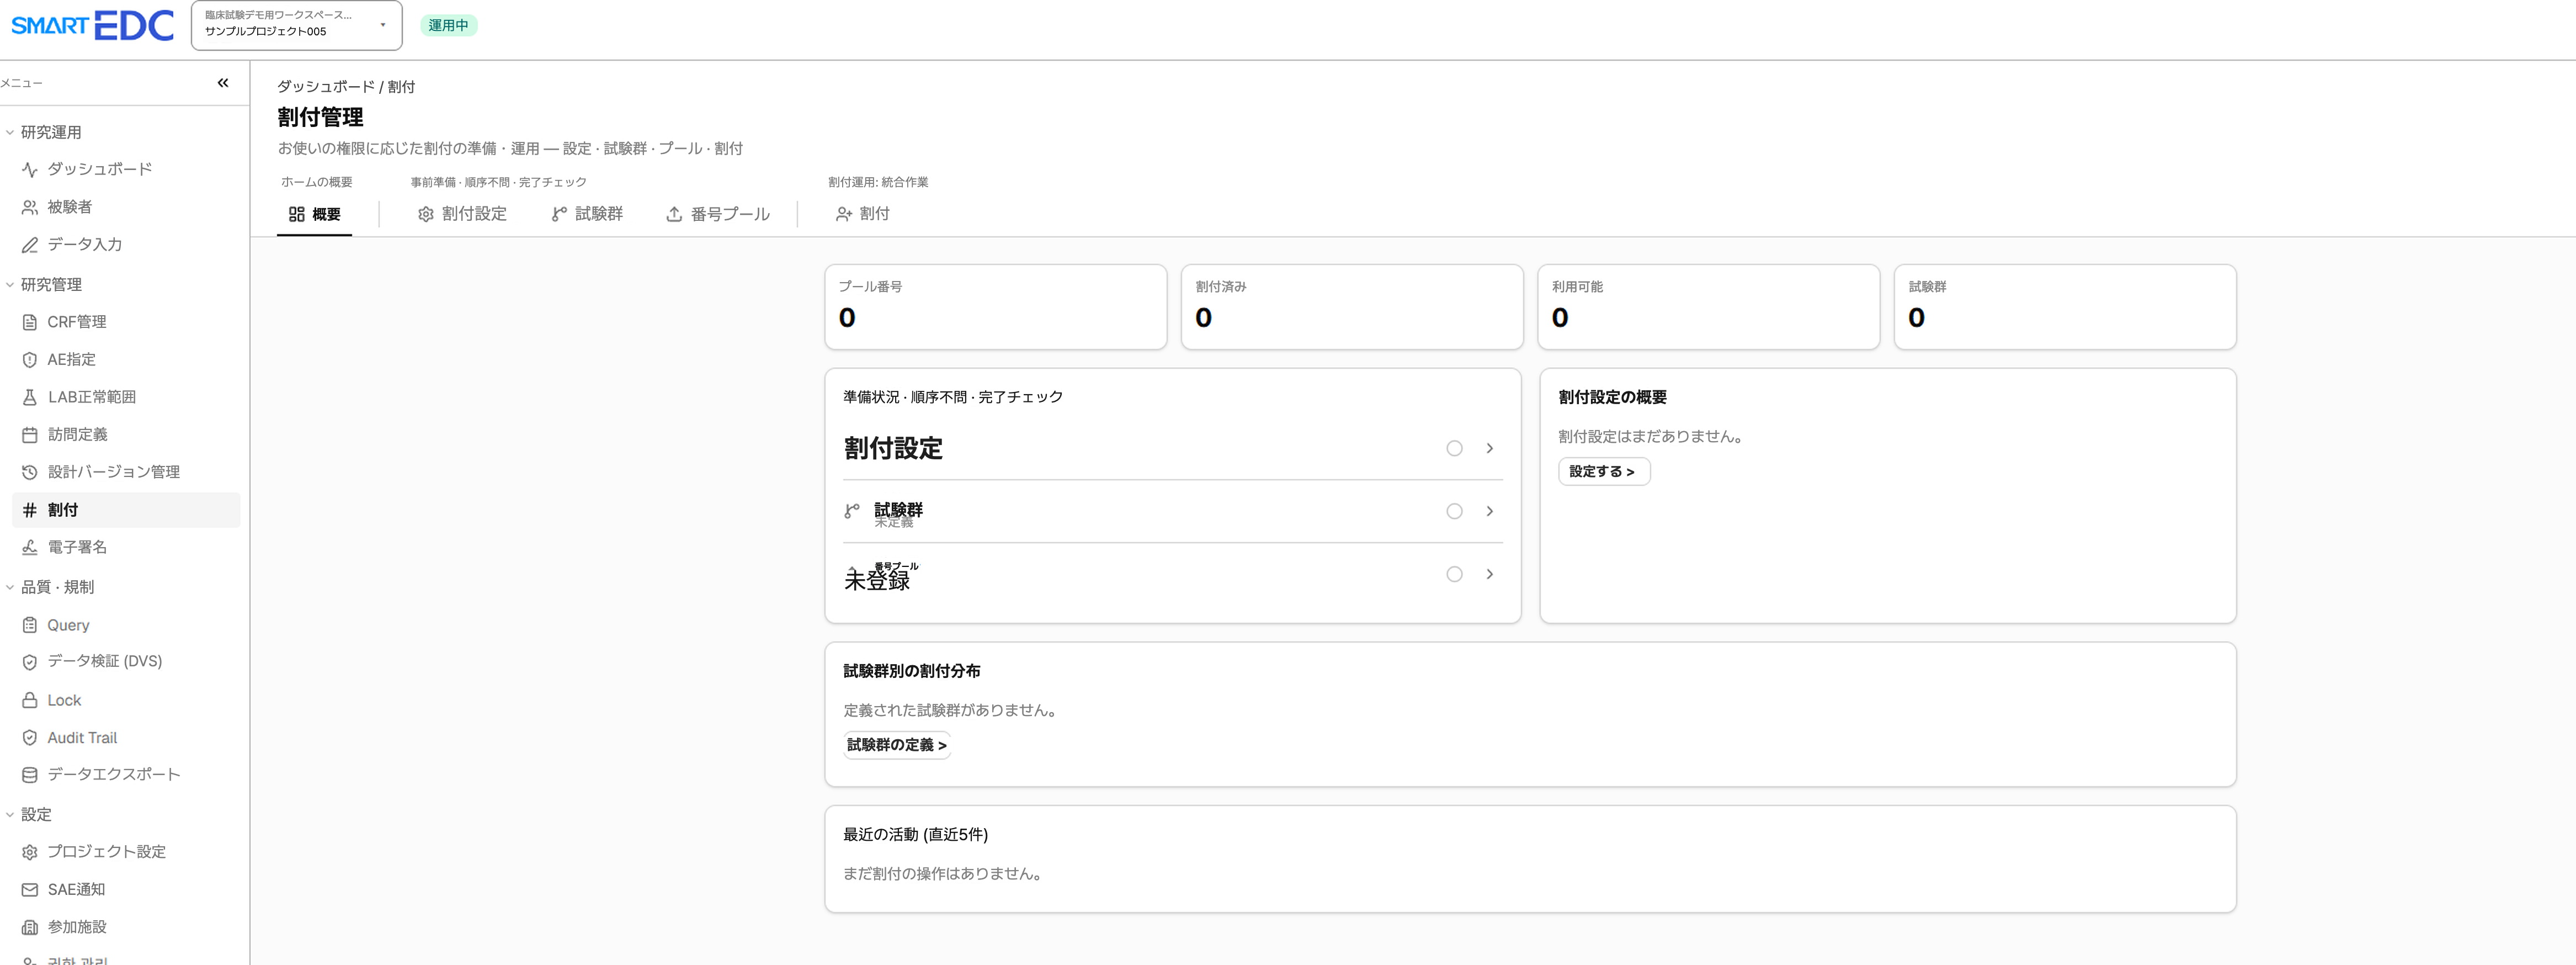 SMART EDC
臨床試験デモ用ワークスペース...
サンプルプロジェクト005
運用中
メニュー
研究運用
ダッシュボード
被験者
データ入力
研究管理
CRF管理
AE指定
LAB正常範囲
訪問定義
設計バージョン管理
割付
電子署名
品質 · 規制
Query
データ検証 (DVS)
Lock
Audit Trail
データエクスポート
設定
プロジェクト設定
SAE通知
参加施設
ダッシュボード / 割付
割付管理
お使いの権限に応じた割付の準備・運用 — 設定 · 試験群 · プール · 割付
ホームの概要
事前準備 · 順序不問 · 完了チェック
割付運用: 統合作業
概要
割付設定
試験群
番号プール
割付
プール番号
0
割付済み
0
利用可能
0
試験群
0
準備状況 · 順序不問 · 完了チェック
割付設定
試験群
未定義
番号プール
未登録
割付設定の概要
割付設定はまだありません。
設定する >
試験群別の割付分布
定義された試験群がありません。
試験群の定義 >
最近の活動 (直近5件)
まだ割付の操作はありません。